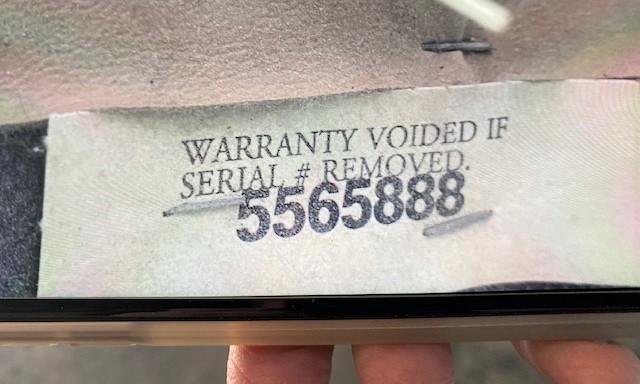 WARRANTY VOIDED IF
SERIAL # REMOVED.
5565888